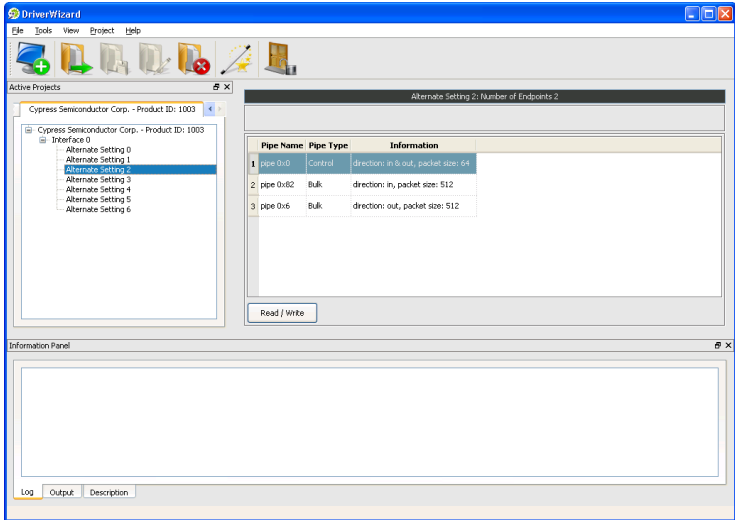 DriverWizard
File Tools View Project Help
Active Projects
Cypress Semiconductor Corp. - Product ID: 1003
Cypress Semiconductor Corp. - Product ID: 1003
Interface 0
Alternate Setting 0
Alternate Setting 1
Alternate Setting 2
Alternate Setting 3
Alternate Setting 4
Alternate Setting 5
Alternate Setting 6
Alternate Setting 2: Number of Endpoints 2
Pipe Name Pipe Type Information
1 pipe 0x0 Control direction: in & out, packet size: 64
2 pipe 0x82 Bulk direction: in, packet size: 512
3 pipe 0x6 Bulk direction: out, packet size: 512
Read / Write
Information Panel
Log Output Description